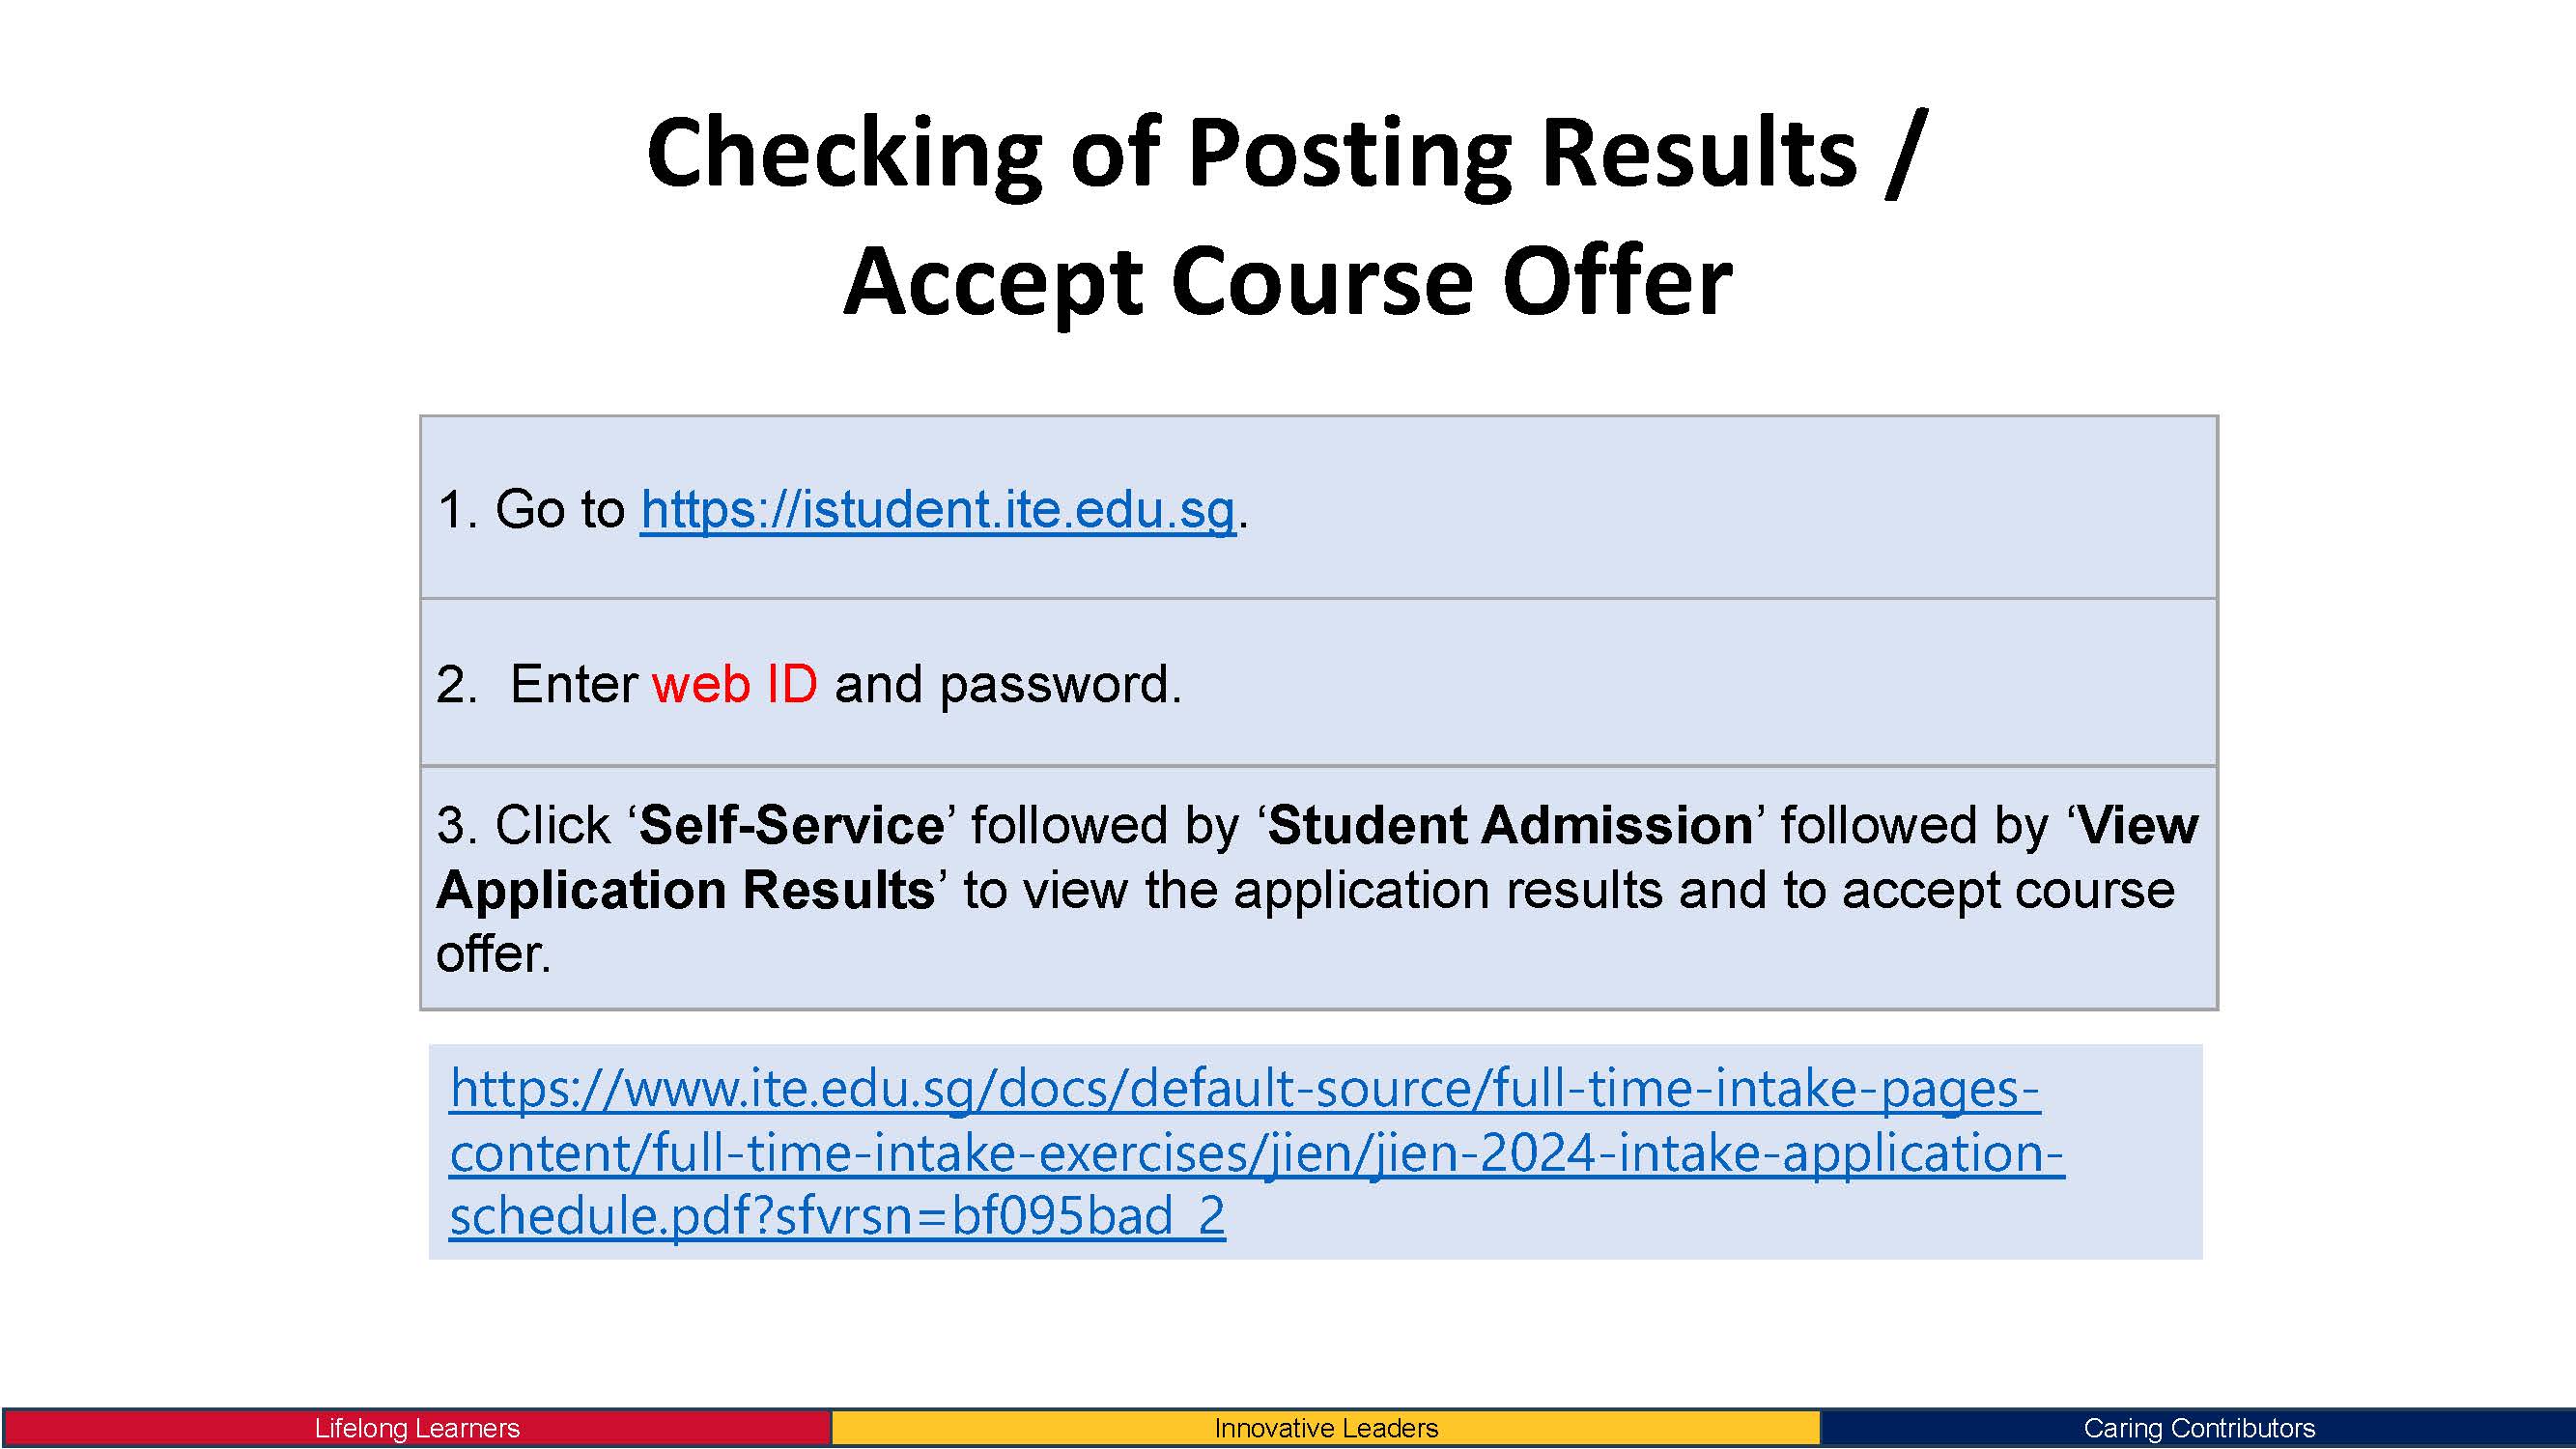 Checking of Posting Results /
Accept Course Offer
1. Go to https://istudent.ite.edu.sg.
2. Enter web ID and password.
3. Click ‘Self-Service’ followed by ‘Student Admission’ followed by ‘View
Application Results’ to view the application results and to accept course
offer.
https://www.ite.edu.sg/docs/default-source/full-time-intake-pages-
content/full-time-intake-exercises/jien/jien-2024-intake-application-
schedule.pdf?sfvrsn=bf095bad_2
Lifelong Learners
Innovative Leaders
Caring Contributors